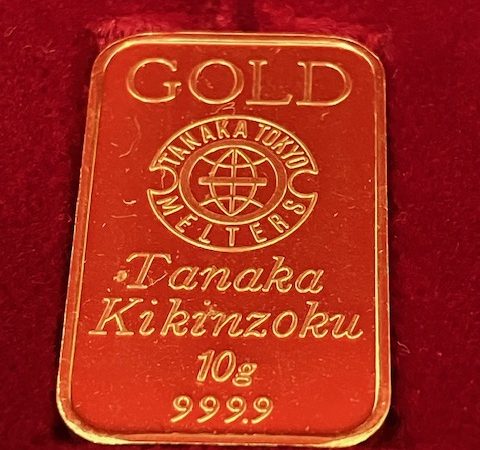 GOLD
TANAKA TOKYO
MELTERS
Tanaka
Kikinzoku
10g
999.9